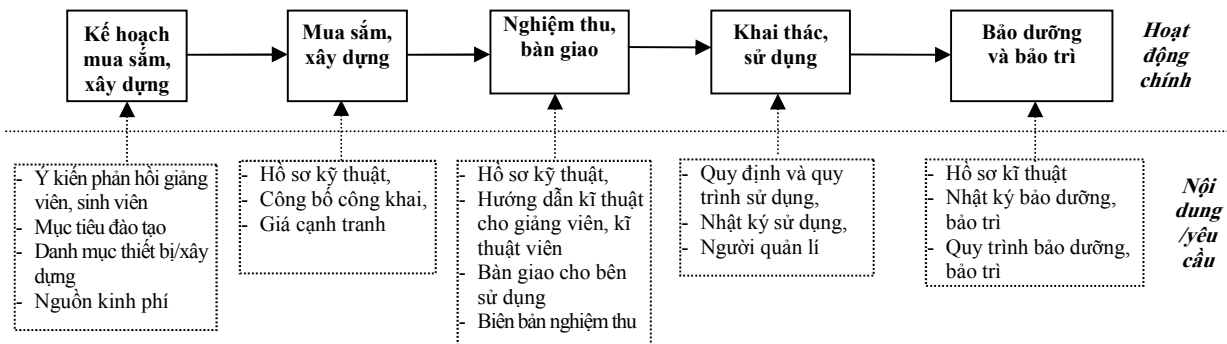 Kế hoạch
mua sắm,
xây dựng
Mua sắm,
xây dựng
Nghiệm thu,
bàn giao
Khai thác,
sử dụng
Bảo dưỡng
và bảo trì
Hoạt
động
chính
- Ý kiến phản hồi giảng
viên, sinh viên
- Mục tiêu đào tạo
- Danh mục thiết bị/xây
dựng
- Nguồn kinh phí
- Hồ sơ kỹ thuật,
- Công bố công khai,
- Giá cạnh tranh
- Hồ sơ kỹ thuật,
- Hướng dẫn kĩ thuật
cho giảng viên, kĩ
thuật viên
- Bàn giao cho bên
sử dụng
- Biên bản nghiệm thu
- Quy định và quy
trình sử dụng,
- Nhật ký sử dụng,
- Người quản lí
- Hồ sơ kĩ thuật
- Nhật ký bảo dưỡng,
bảo trì
- Quy trình bảo dưỡng,
bảo trì
Nội
dung
/yêu
cầu